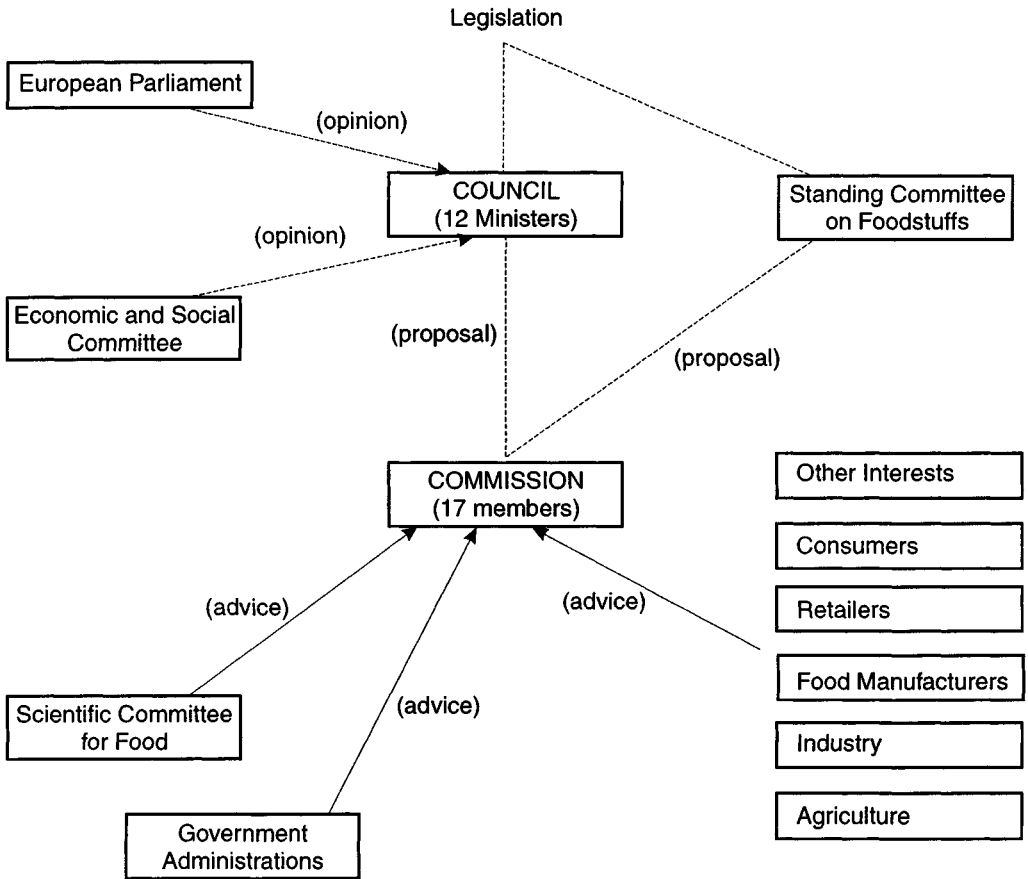 Legislation
European Parliament
(opinion)
COUNCIL
(12 Ministers)
Standing Committee
on Foodstuffs
(opinion)
Economic and Social
Committee
(proposal)
(proposal)
COMMISSION
(17 members)
Other Interests
Consumers
Retailers
Food Manufacturers
Industry
Agriculture
(advice)
(advice)
(advice)
Scientific Committee
for Food
Government
Administrations